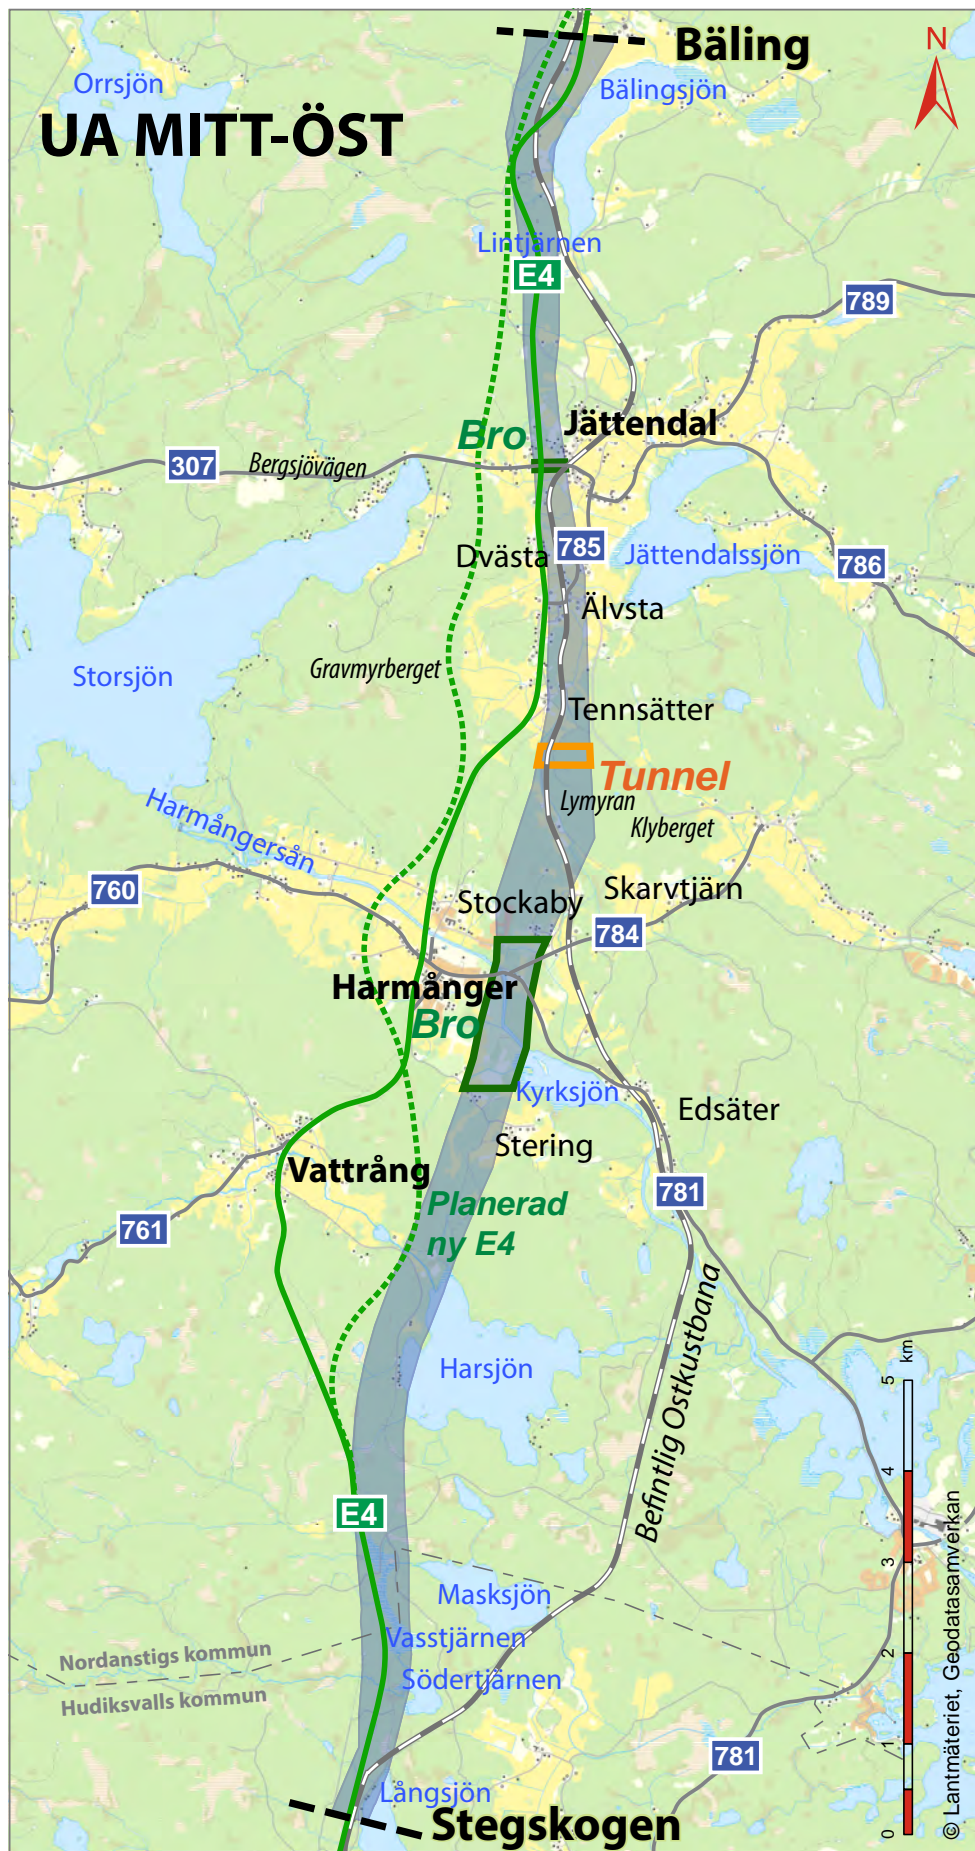 Bäling
N
Orrsjön
Bälingsjön
UA MITT-ÖST
Lintjärnen
E4
789
Jättendal
Bro
307
Bergsjövägen
785
Dvästa
Jättendalssjön
786
Älvsta
Gravmyrberget
Storsjön
Tennsätter
Tunnel
Lymyran
Klyberget
Harmångersån
760
Stockaby
Skarvtjärn
784
Harmånger
Bro
Kyrksjön
Edsäter
Stering
Vattrång
781
Planerad
ny E4
761
Befintlig Ostkustbana
Harsjön
km
5
4
E4
3
Masksjön
Vasstjärnen
Nordanstigs kommun
2
Södertjärnen
Hudiksvalls kommun
781
1
Långsjön
Stegskogen
0
© Lantmäteriet, Geodatasamverkan